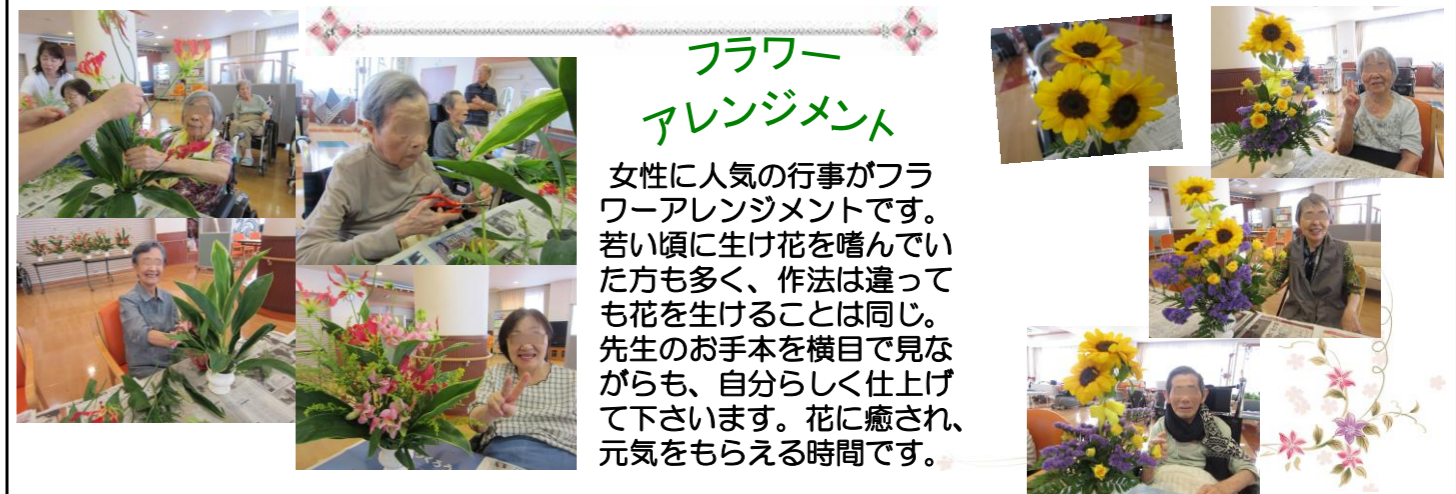 フラワー
アレンジメント
女性に人気の行事がフラ
ワーアレンジメントです。
若い頃に生け花を嗜んでい
た方も多く、作法は違って
も花を生けることは同じ。
先生のお手本を横目で見な
がらも、自分らしく仕上げ
て下さいます。花に癒され、
元気をもらえる時間です。